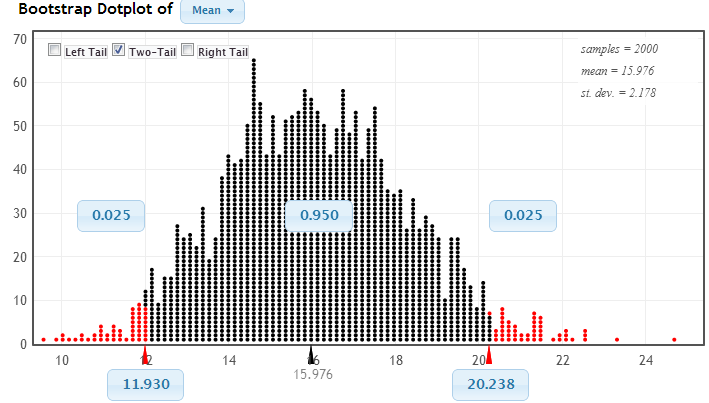 Bootstrap Dotplot of Mean
Left Tail Two-Tail Right Tail
samples = 2000
mean = 15.976
st. dev. = 2.178
70
60
50
40
30
20
10
0
0.025 0.950 0.025
10 12 14 16 18 20 22 24
15.976
11.930 20.238